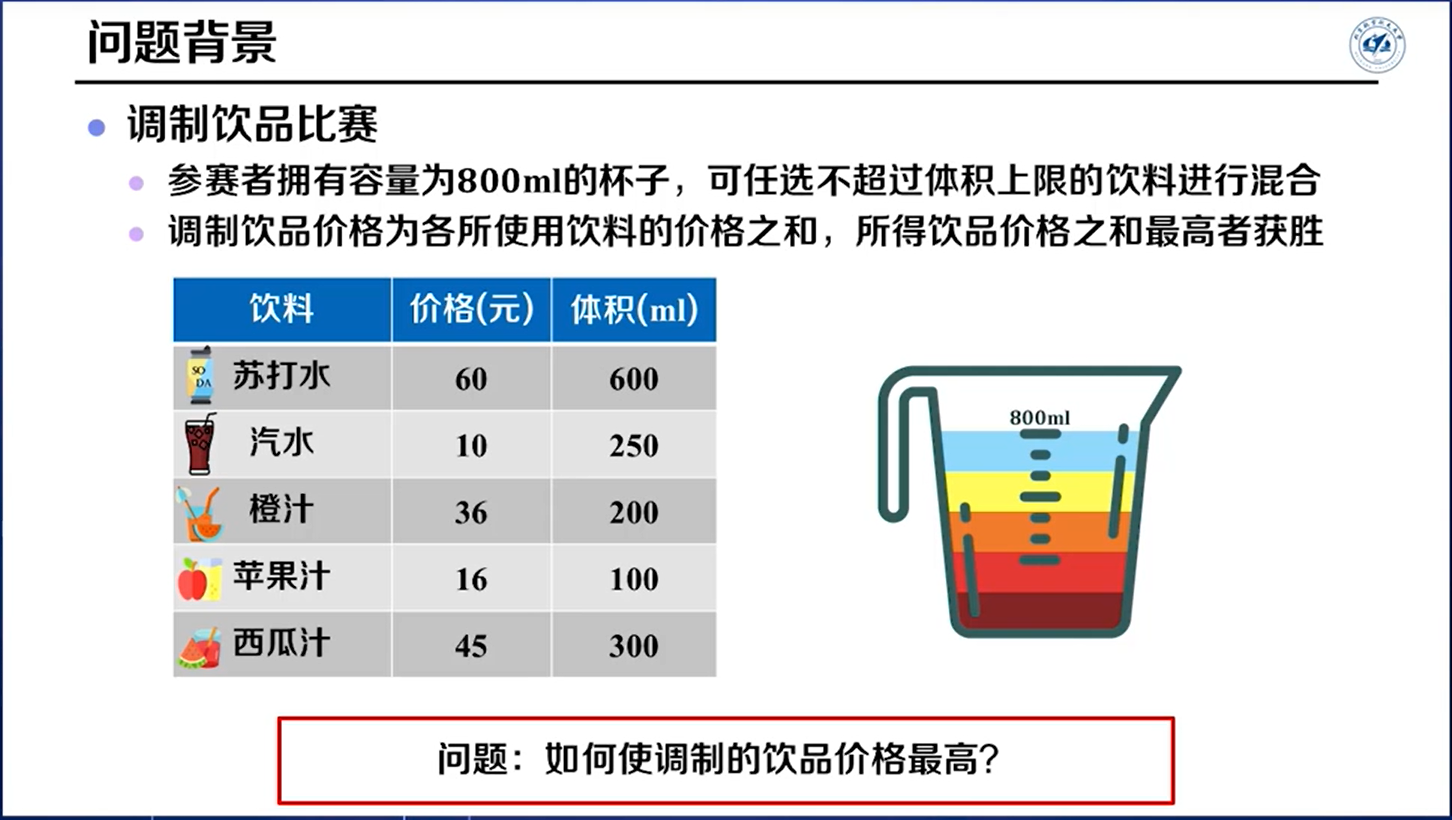 问题背景
调制饮品比赛
参赛者拥有容量为800ml的杯子，可任选不超过体积上限的饮料进行混合
调制饮品价格为各所使用饮料的价格之和，所得饮品价格之和最高者获胜
饮料 价格(元) 体积(ml)
SO
DA
苏打水 60 600
汽水 10 250
橙汁 36 200
苹果汁 16 100
西瓜汁 45 300
800ml
问题：如何使调制的饮品价格最高？